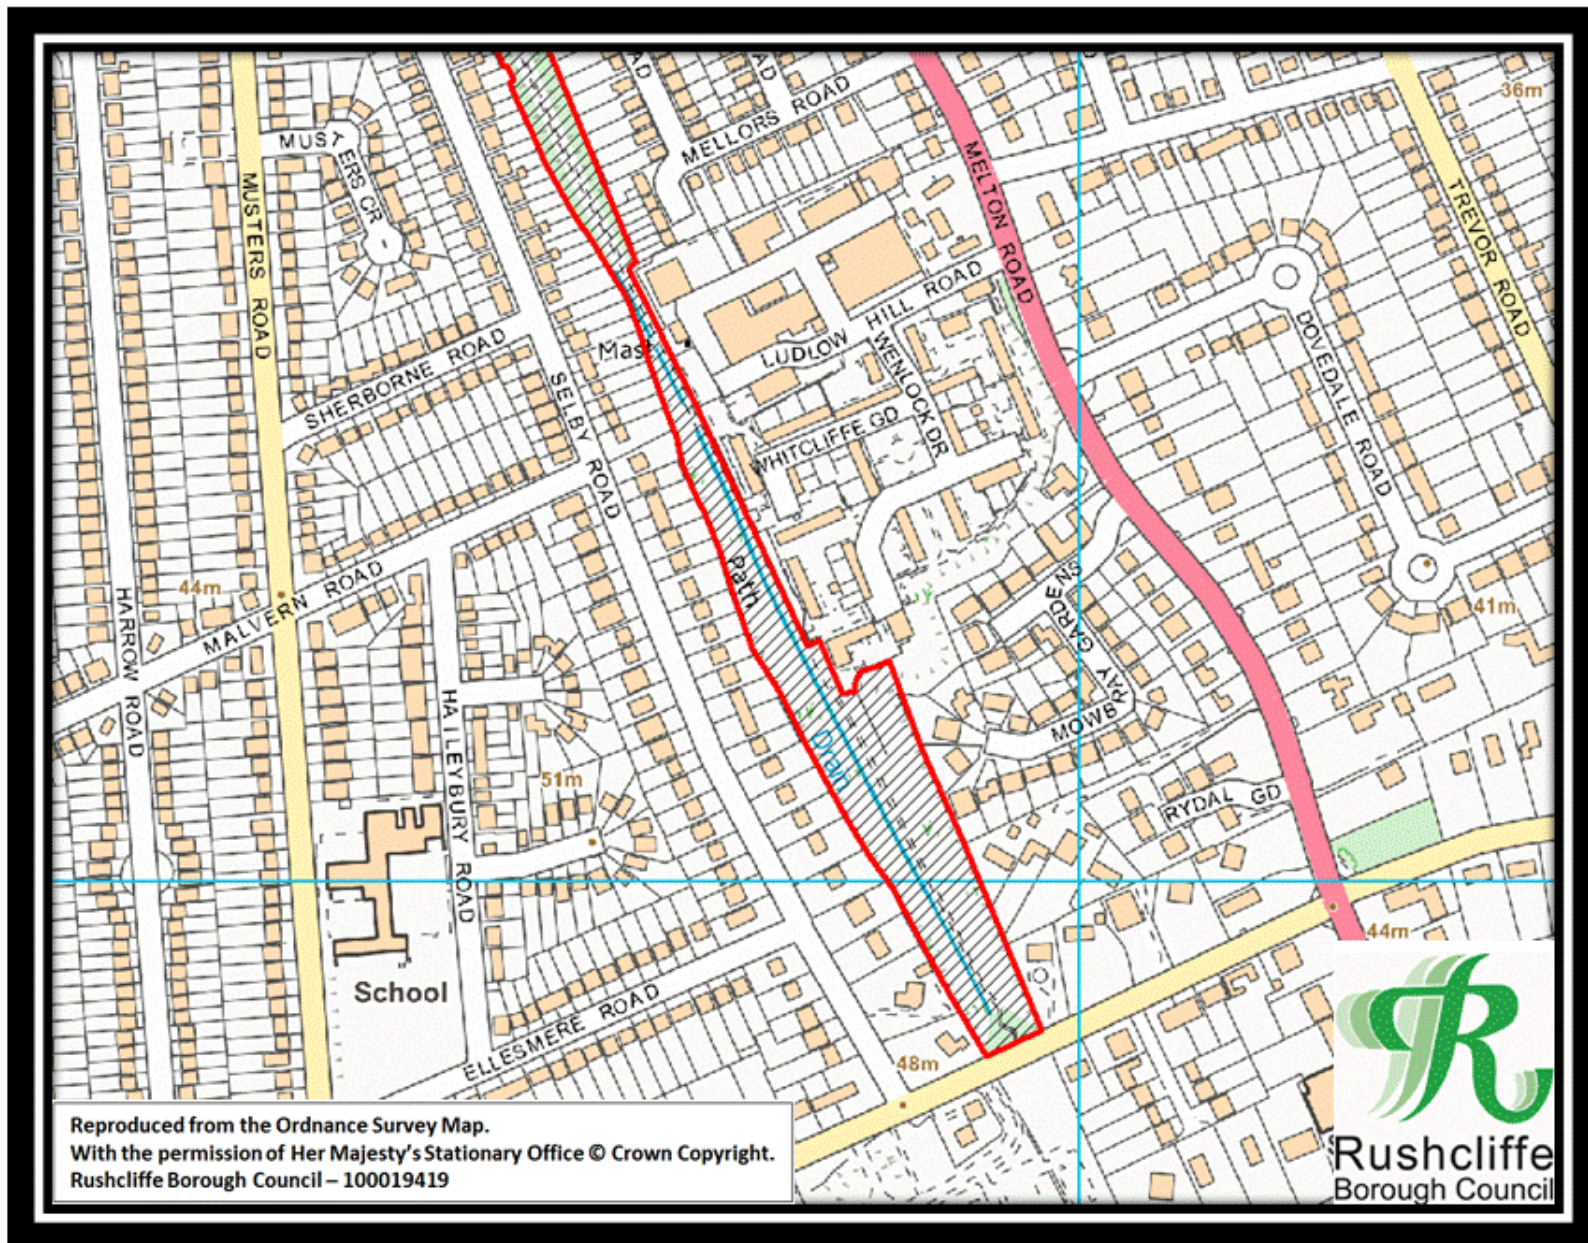 36m
MELLORS ROAD
MUSTERS CR
MUSTERS ROAD
MELTON ROAD
TREVOR ROAD
LUDLOW HILL ROAD
Mast
WENLOCK DR
DOVEDALE ROAD
SHERBORNE ROAD
SELBY ROAD
WHITCLIFFE GD
Path
44m
MALVERN ROAD
HARROW ROAD
41m
MOWBRAY GARDENS
HAILEYBURY ROAD
Drain
51m
RYDAL GD
44m
School
ELLESMERE ROAD
48m
Reproduced from the Ordnance Survey Map.
With the permission of Her Majesty's Stationary Office © Crown Copyright.
Rushcliffe Borough Council – 100019419
R
Rushcliffe
Borough Council